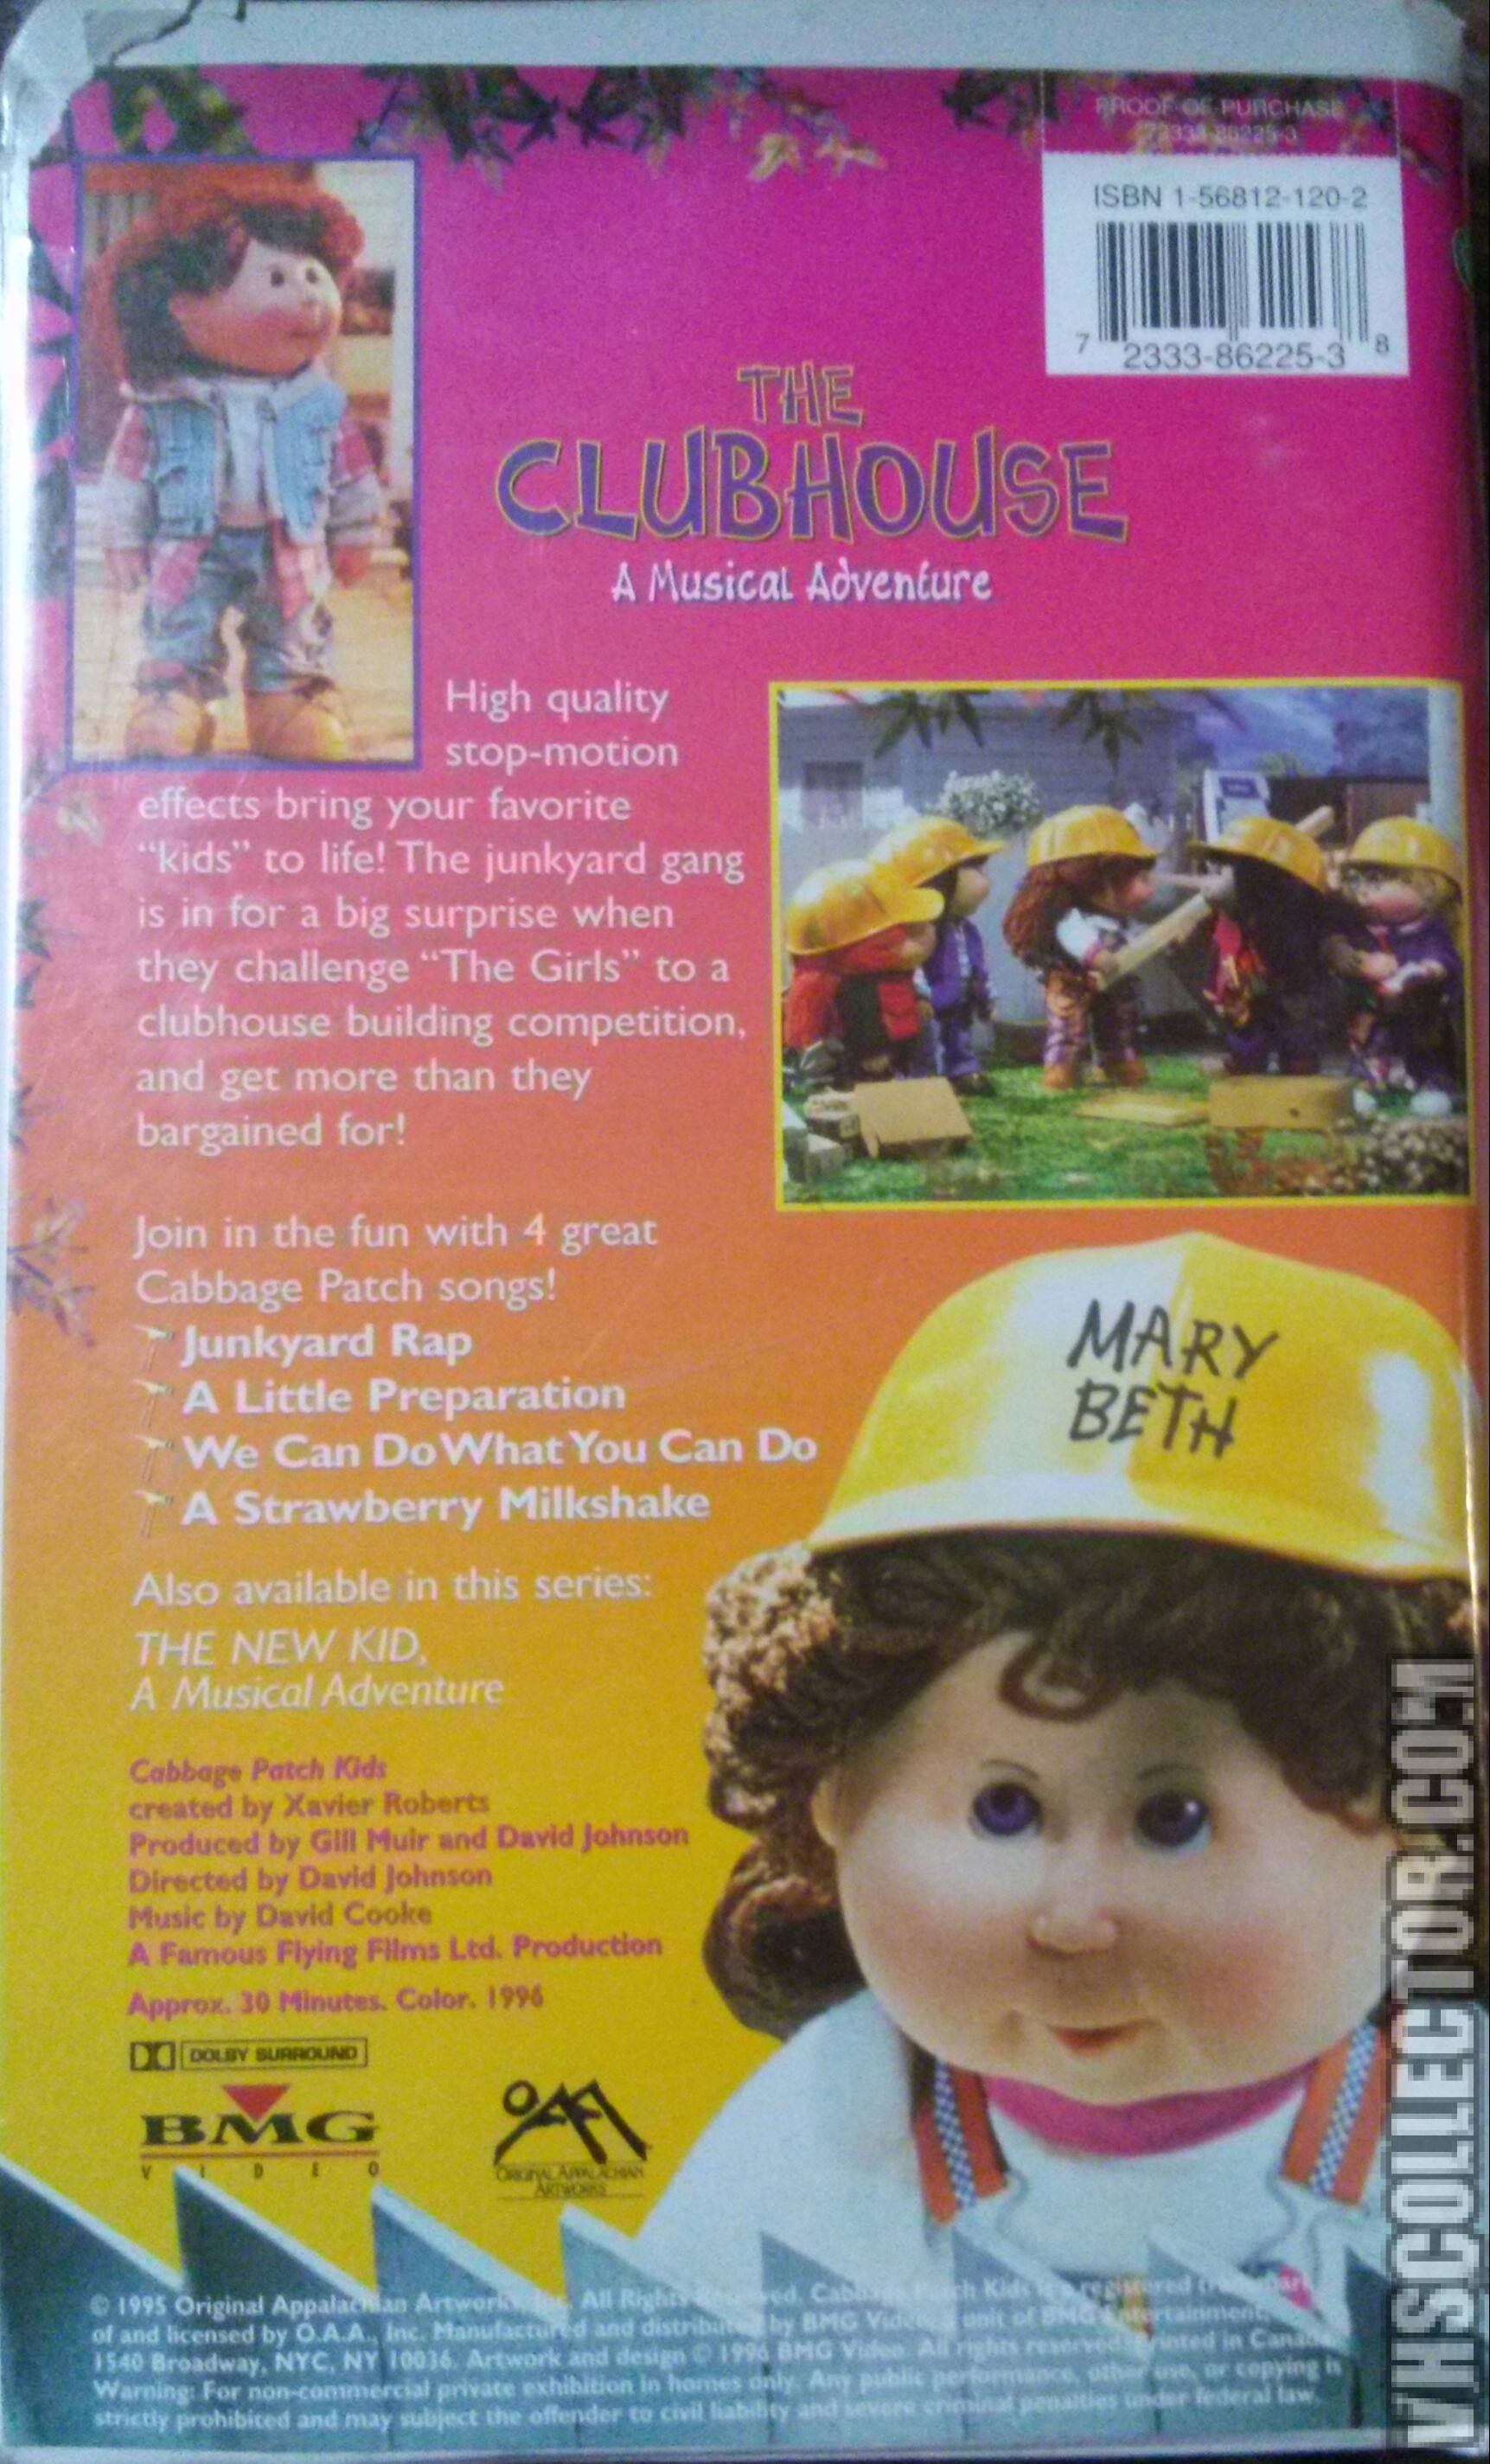 PROOF OF PURCHASE
72333-86225-3
ISBN 1-56812-120-2
7 2333-86225-3 8
THE
CLUBHOUSE
A Musical Adventure
High quality
stop-motion
effects bring your favorite
“kids” to life! The junkyard gang
is in for a big surprise when
they challenge “The Girls” to a
clubhouse building competition,
and get more than they
bargained for!
Join in the fun with 4 great
Cabbage Patch songs!
Junkyard Rap
A Little Preparation
We Can Do What You Can Do
A Strawberry Milkshake
MARY
BETH
Also available in this series:
THE NEW KID,
A Musical Adventure
Cabbage Patch Kids
created by Xavier Roberts
Produced by Gill Muir and David Johnson
Directed by David Johnson
Music by David Cooke
A Famous Flying Films Ltd. Production
Approx. 30 Minutes. Color. 1996
DOLBY SURROUND
BMG
VIDEO
OAA
ORIGINAL APPALACHIAN
ARTWORKS
© 1995 Original Appalachian Artworks, All Rights Reserved. Cabbage Patch Kids is a registered trademark
of and licensed by O.A.A., Inc. Manufactured and distributed by BMG Video, a unit of BMG Entertainment,
1540 Broadway, NYC, NY 10036. Artwork and design © 1996 BMG Video. All rights reserved. Printed in Canada
Warning: For non-commercial private exhibition in homes only. Any public performance, other use, or copying is
strictly prohibited and may subject the offender to civil liability and severe criminal penalties under federal law.
VHSCOLLECTOR.COM